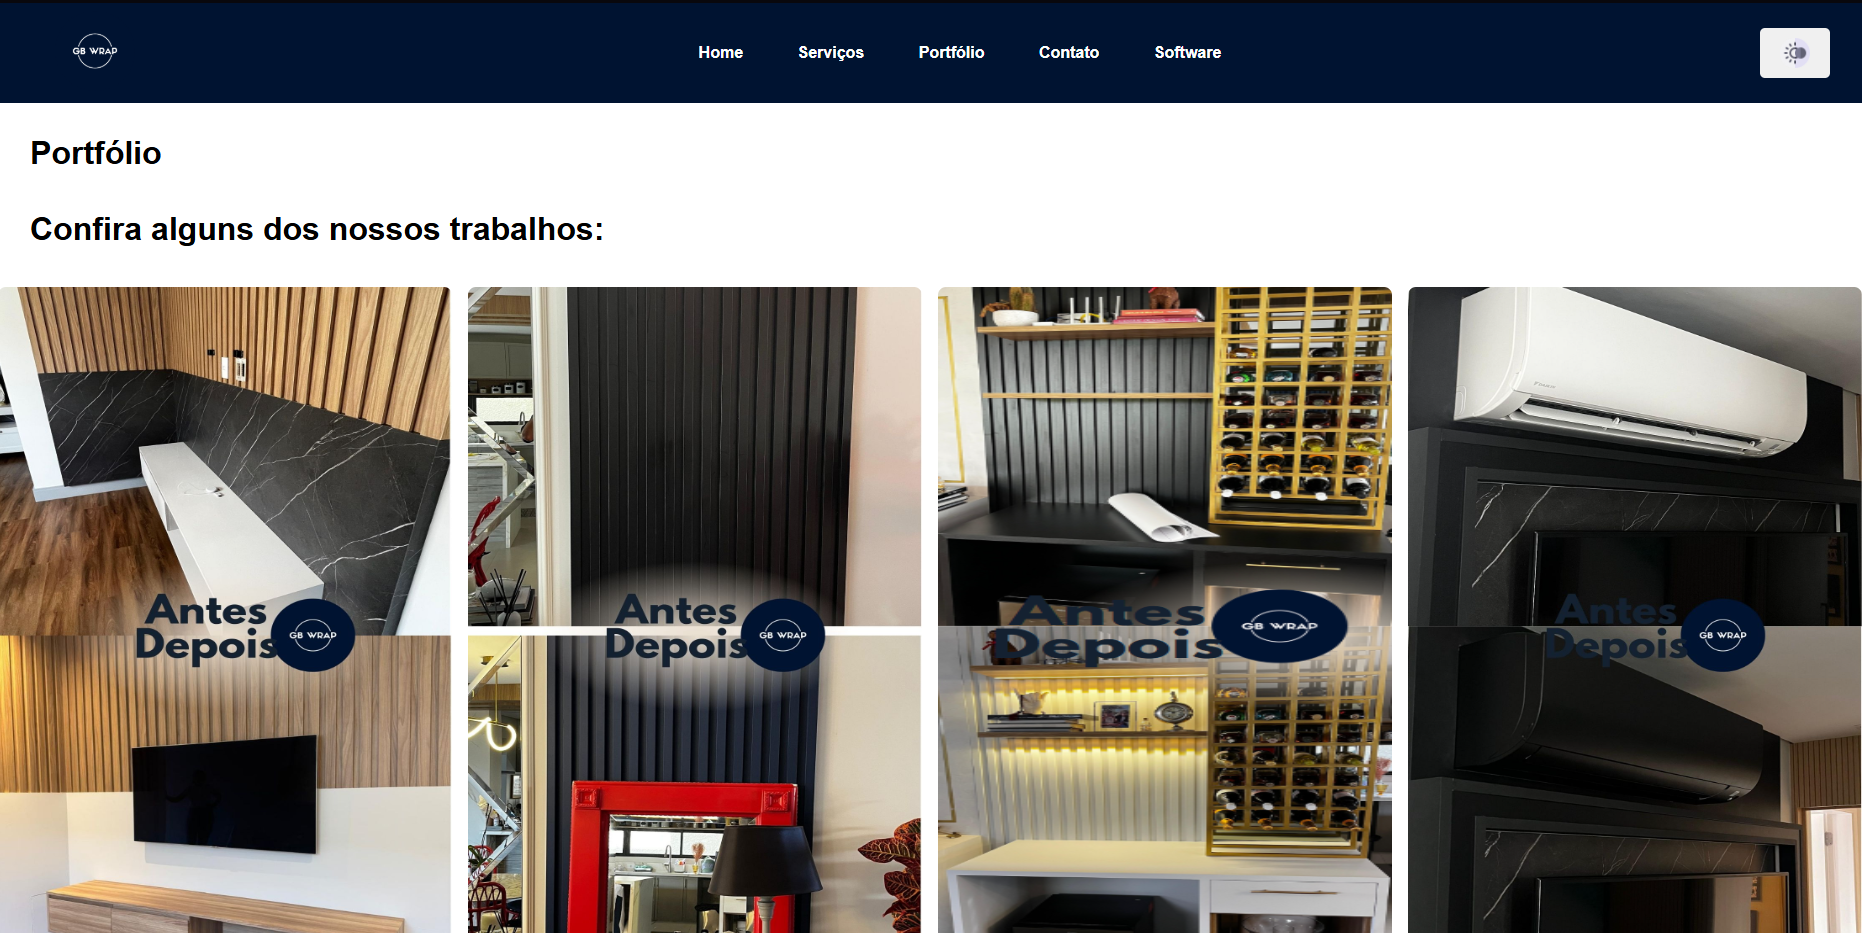 GB WRAP
Home
Serviços
Portfólio
Contato
Software
Portfólio
Confira alguns dos nossos trabalhos:
Antes
Depois
GB WRAP
Antes
Depois
GB WRAP
Antes
Depois
GB WRAP
Antes
Depois
GB WRAP